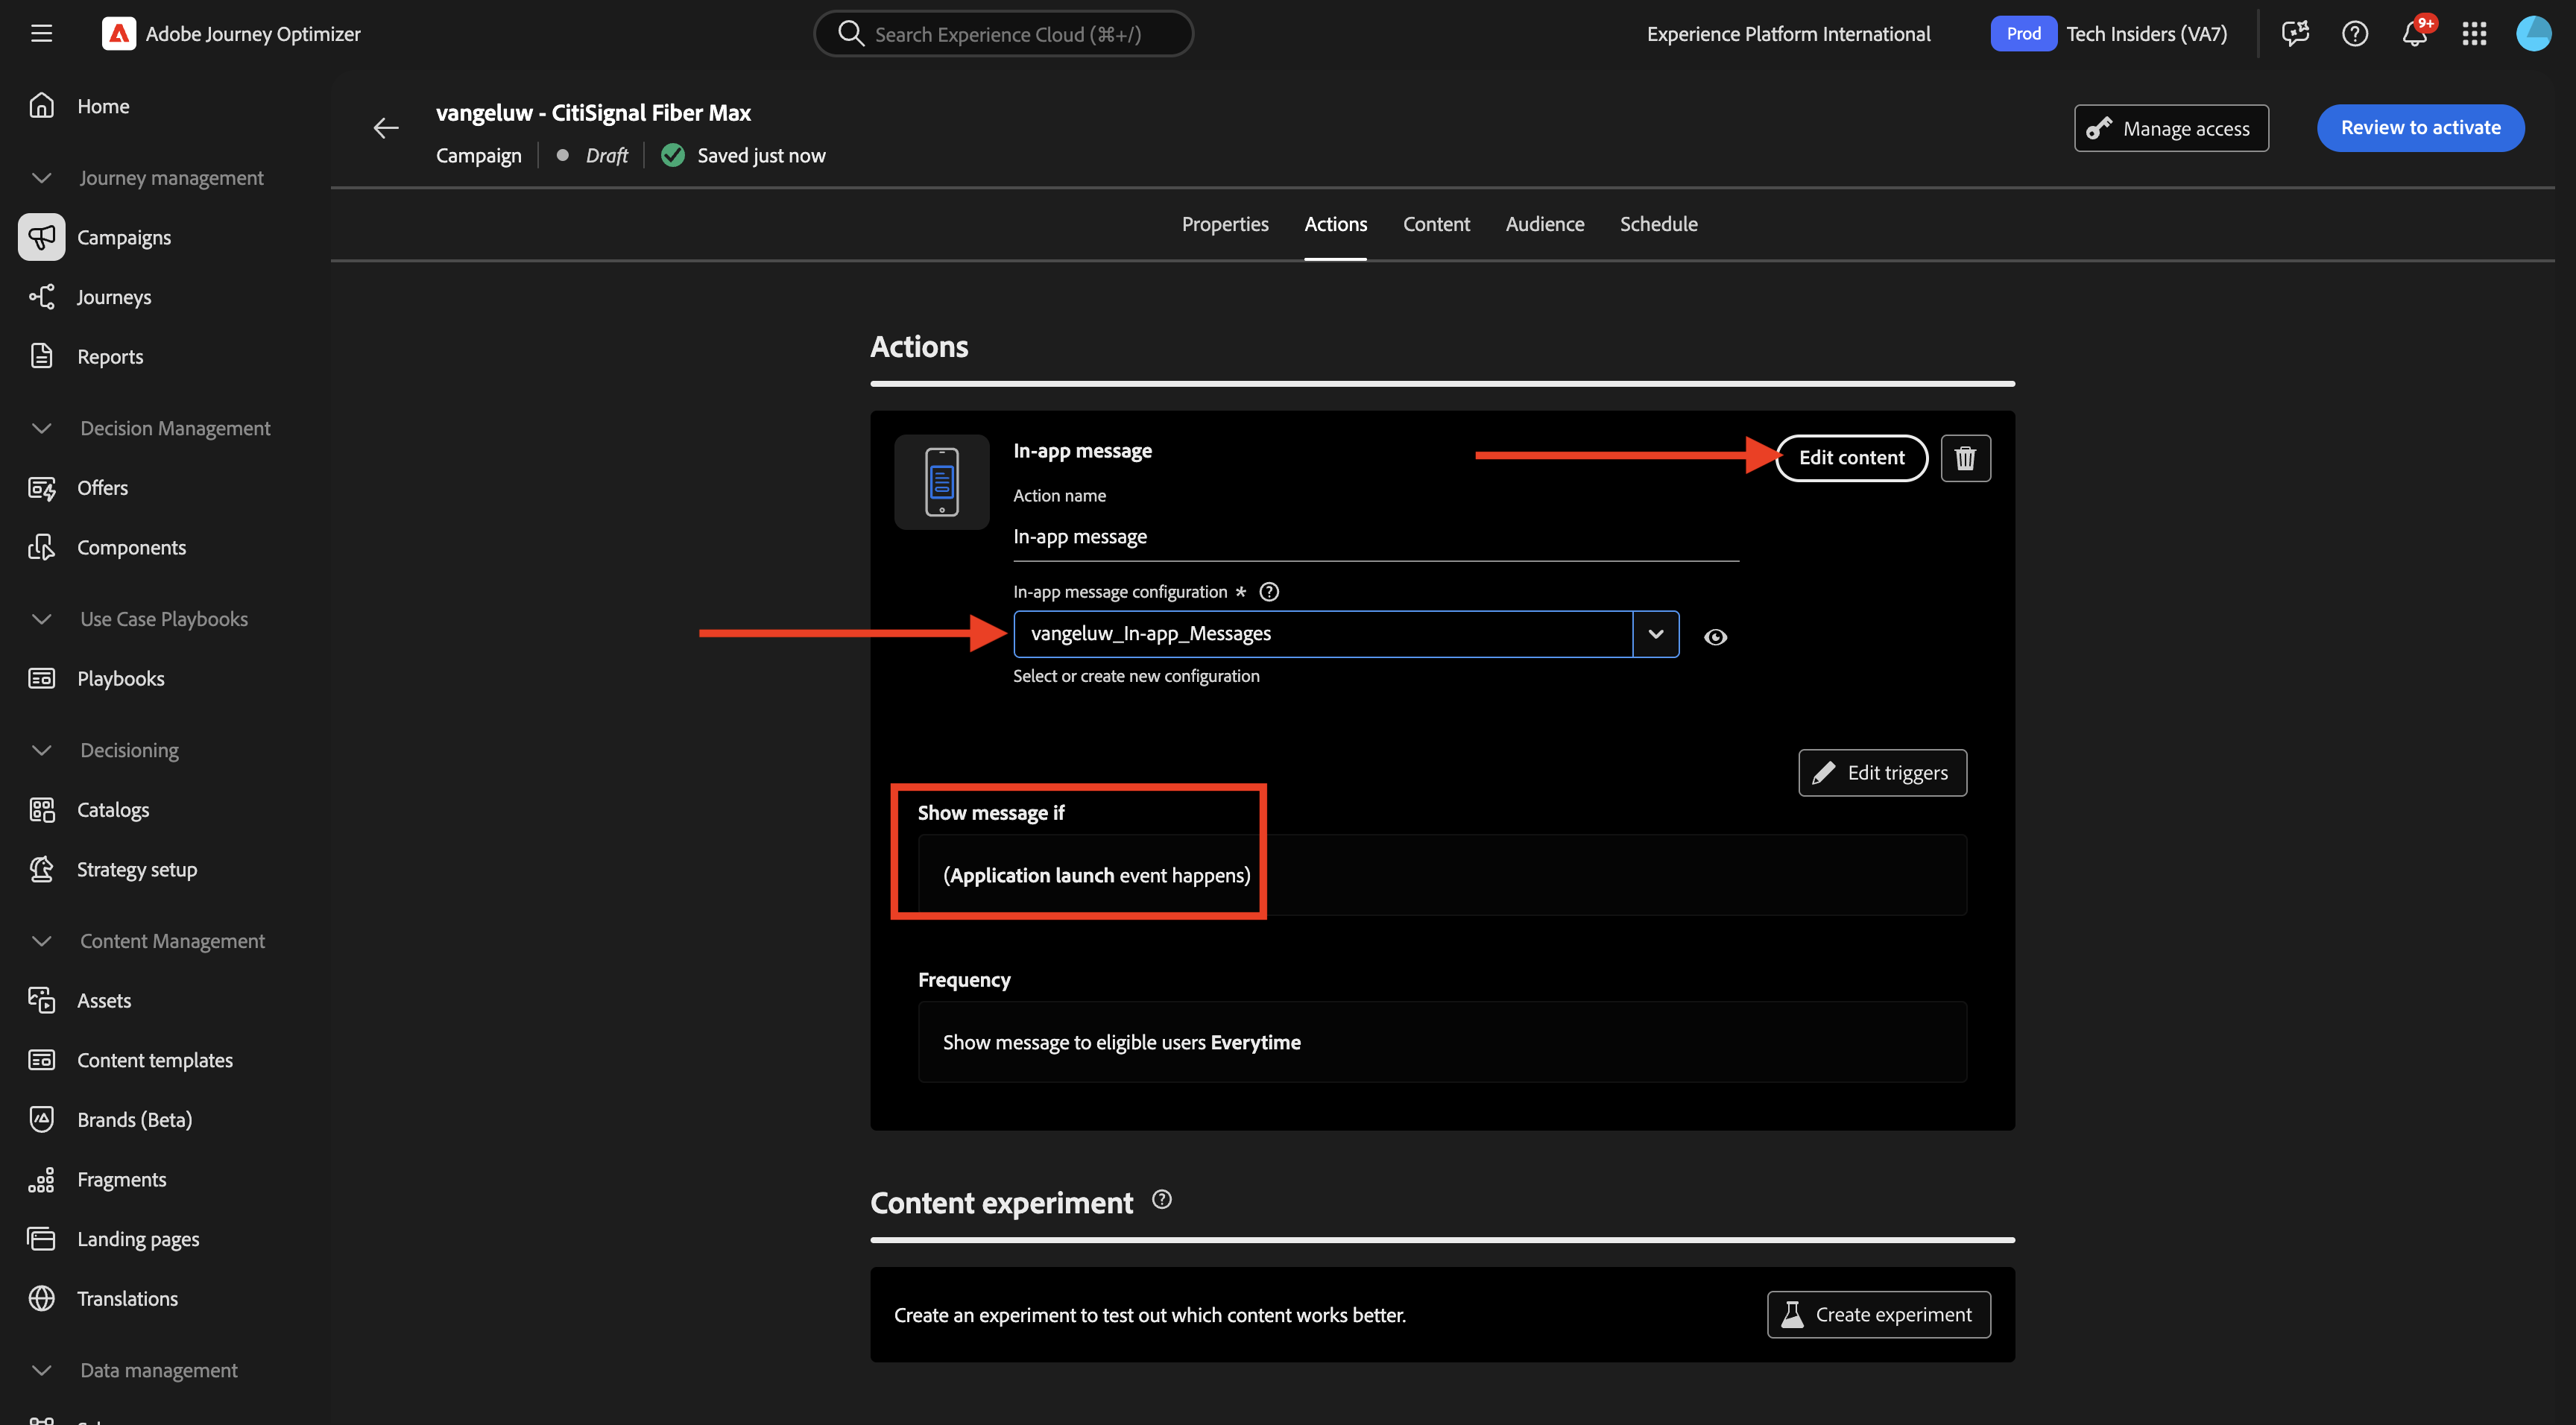 Adobe Journey Optimizer
Search Experience Cloud (⌘+/)
Experience Platform International
Prod
Tech Insiders (VA7)
9+
Home
Journey management
Campaigns
Journeys
Reports
Decision Management
Offers
Components
Use Case Playbooks
Playbooks
Decisioning
Catalogs
Strategy setup
Content Management
Assets
Content templates
Brands (Beta)
Fragments
Landing pages
Translations
Data management
vangeluw - CitiSignal Fiber Max
Campaign
Draft
Saved just now
Manage access
Review to activate
Properties
Actions
Content
Audience
Schedule
Actions
In-app message
Edit content
Action name
In-app message
In-app message configuration *
vangeluw_In-app_Messages
Select or create new configuration
Edit triggers
Show message if
(Application launch event happens)
Frequency
Show message to eligible users Everytime
Content experiment
Create an experiment to test out which content works better.
Create experiment